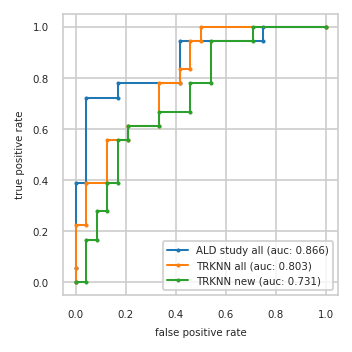 1.0
0.8
0.6
0.4
0.2
0.0
true positive rate
ALD study all (auc: 0.866)
TRKNN all (auc: 0.803)
TRKNN new (auc: 0.731)
0.0 0.2 0.4 0.6 0.8 1.0
false positive rate